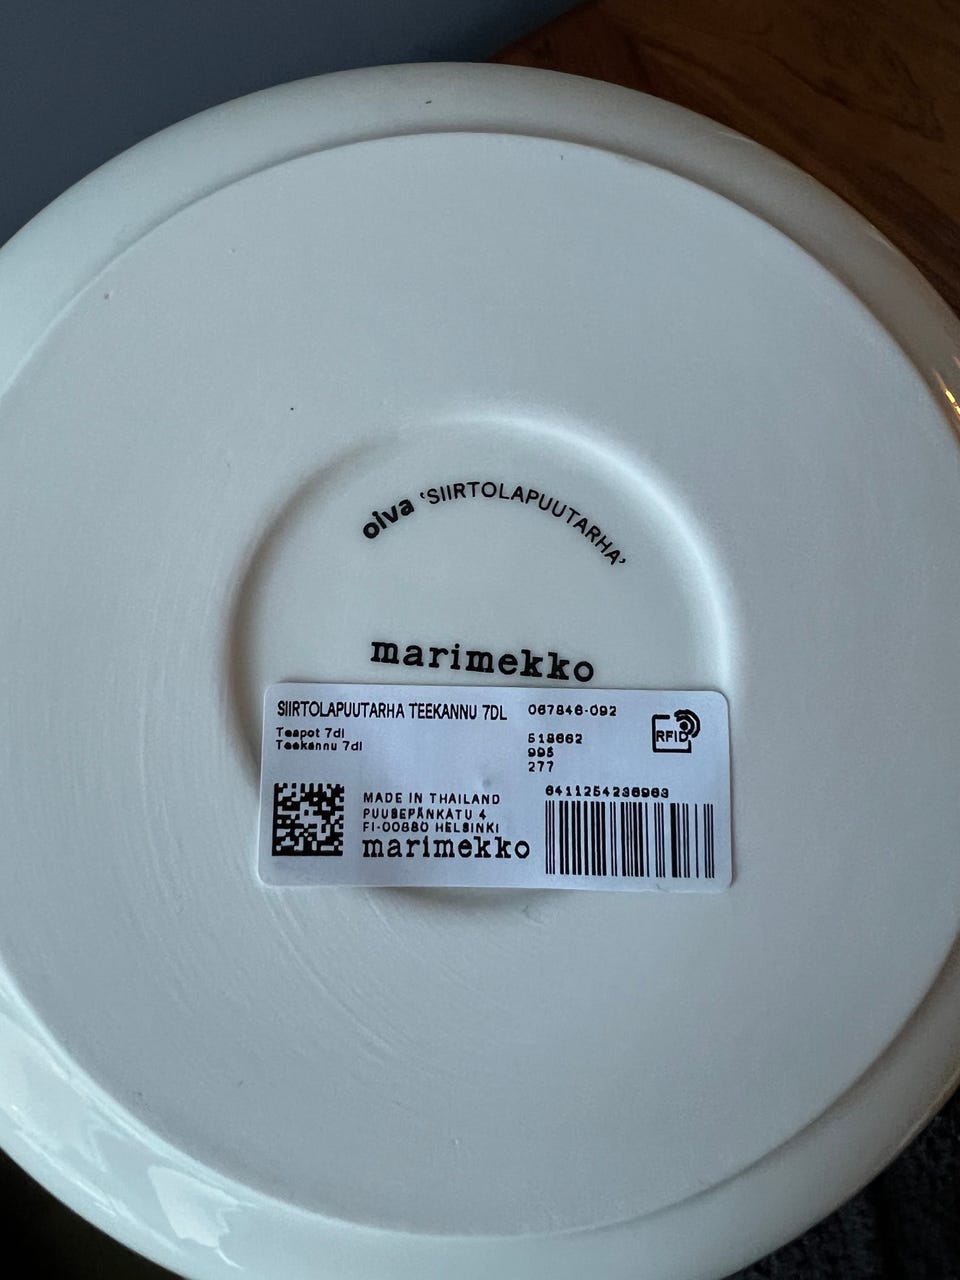 oiva 'SIIRTOLAPUUTARHA'
marimekko
SIIRTOLAPUUTARHA TEEKANNU 7DL
067846-092
Teapot 7dl
Teekannu 7dl
518662
995
277
RFID
MADE IN THAILAND
PUUSEPÄNKATU 4
FI-00880 HELSINKI
marimekko
6411254236963